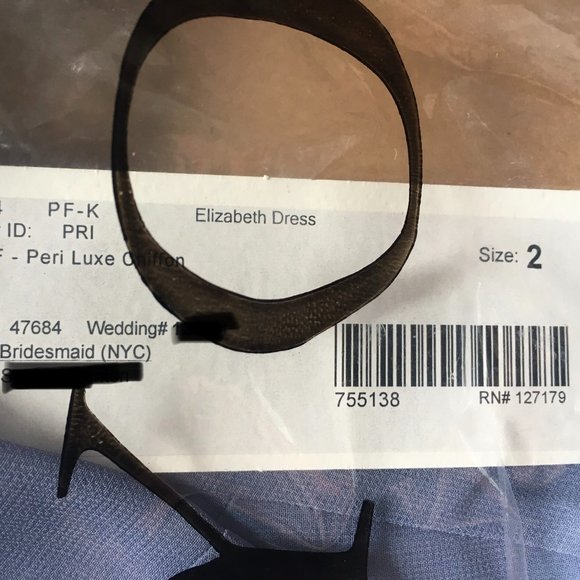 PF-K
ID: PRI
Elizabeth Dress
- Peri Luxe Chiffon
Size: 2
47684 Wedding#
Bridesmaid (NYC)
755138 RN# 127179